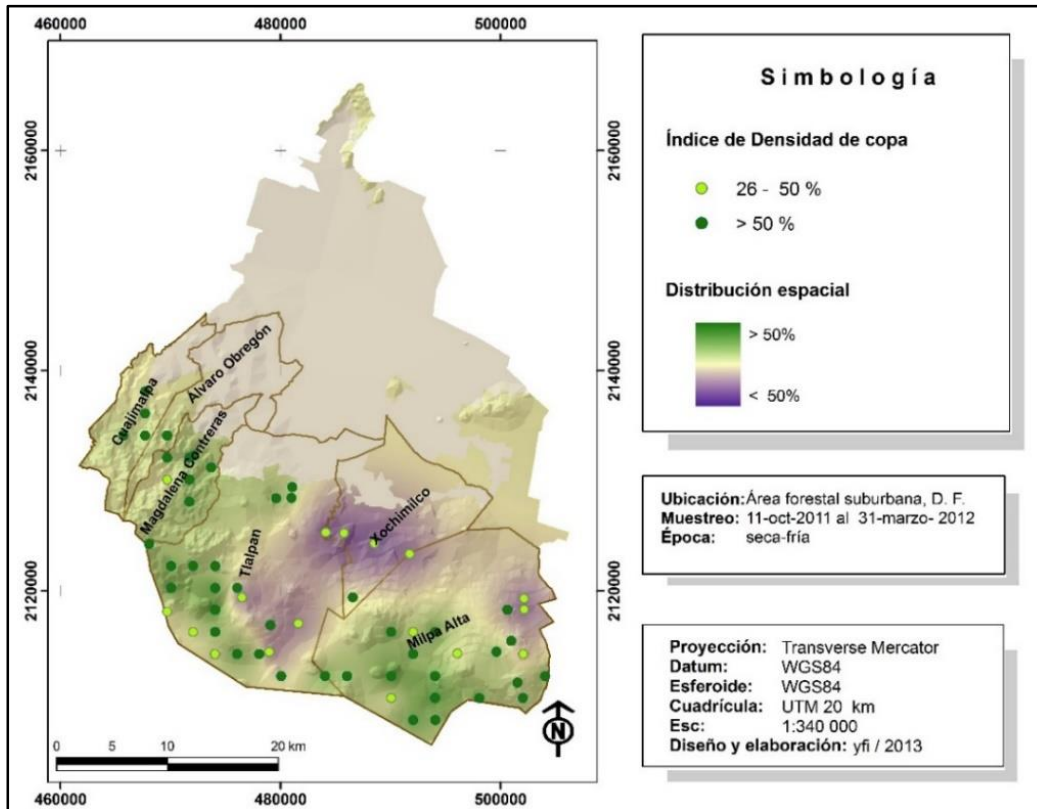 460000 480000 500000
2160000 2160000
2140000 2140000
2120000 2120000
Cuajimalpa
Álvaro Obregón
Magdalena Contreras
Tlalpan
Xochimilco
Milpa Alta
N
0 5 10 20 km
460000 480000 500000
Simbología
Índice de Densidad de copa
26 - 50 %
> 50 %
Distribución espacial
> 50%
< 50%
Ubicación: Área forestal suburbana, D. F.
Muestreo: 11-oct-2011 al 31-marzo- 2012
Época: seca-fría
Proyección: Transverse Mercator
Datum: WGS84
Esferoide: WGS84
Cuadrícula: UTM 20 km
Esc: 1:340 000
Diseño y elaboración: yfi / 2013